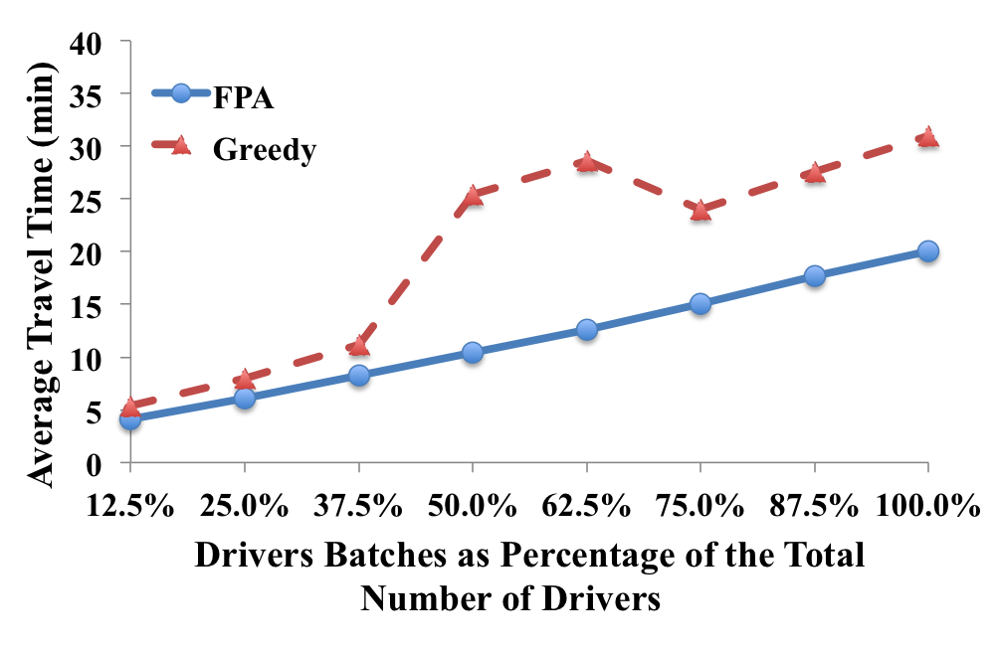 40
35
30
25
20
15
10
5
0
Average Travel Time (min)
FPA
Greedy
12.5% 25.0% 37.5% 50.0% 62.5% 75.0% 87.5% 100.0%
Drivers Batches as Percentage of the Total
Number of Drivers